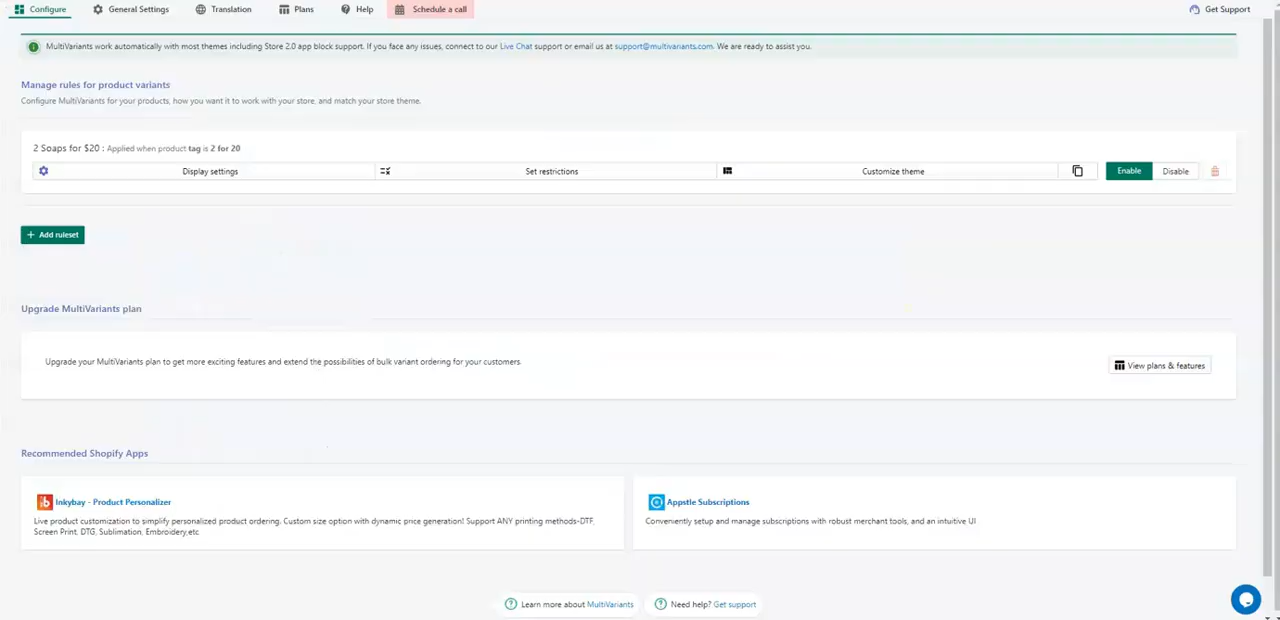 Configure
General Settings
Translation
Plans
Help
Schedule a call
Get Support
MultiVariants work automatically with most themes including Store 2.0 app block support. If you face any issues, connect to our Live Chat support or email us at support@multivariants.com. We are ready to assist you.
Manage rules for product variants
Configure MultiVariants for your products, how you want it to work with your store, and match your store theme.
2 Soaps for $20 : Applied when product tag is 2 for 20
Display settings
Set restrictions
Customize theme
Enable
Disable
+ Add ruleset
Upgrade MultiVariants plan
Upgrade your MultiVariants plan to get more exciting features and extend the possibilities of bulk variant ordering for your customers.
View plans & features
Recommended Shopify Apps
Inkybay - Product Personalizer
Live product customization to simplify personalized product ordering. Custom size option with dynamic price generation! Support ANY printing methods-DTF,
Screen Print, DTG, Sublimation, Embroidery,etc
Appstle Subscriptions
Conveniently setup and manage subscriptions with robust merchant tools, and an intuitive UI
Learn more about MultiVariants
Need help? Get support